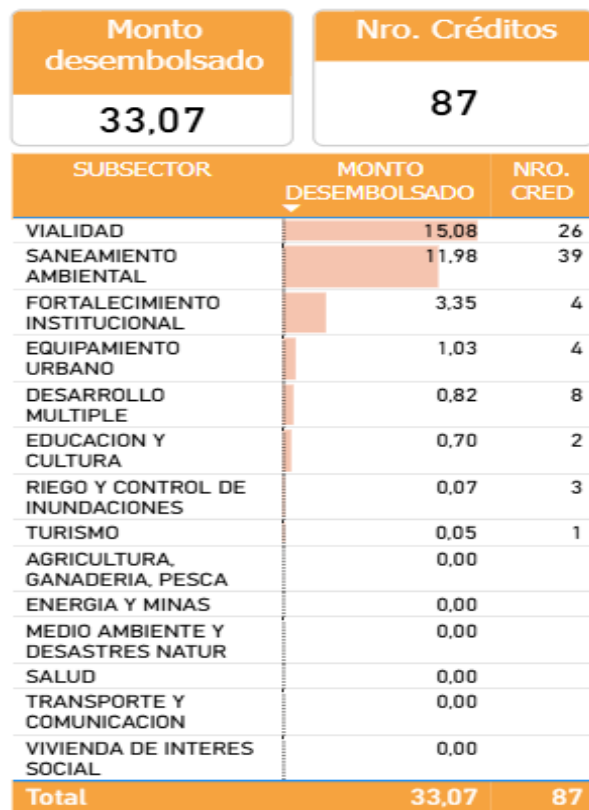 Monto
desembolsado
33,07
Nro. Créditos
87
SUBSECTOR MONTO DESEMBOLSADO NRO. CRED
VIALIDAD 15,08 26
SANEAMIENTO 11,98 39
AMBIENTAL
FORTALECIMIENTO 3,35 4
INSTITUCIONAL
EQUIPAMIENTO 1,03 4
URBANO
DESARROLLO 0,82 8
MULTIPLE
EDUCACION Y 0,70 2
CULTURA
RIEGO Y CONTROL DE 0,07 3
INUNDACIONES
TURISMO 0,05 1
AGRICULTURA, 0,00
GANADERIA, PESCA
ENERGIA Y MINAS 0,00
MEDIO AMBIENTE Y 0,00
DESASTRES NATUR
SALUD 0,00
TRANSPORTE Y 0,00
COMUNICACION
VIVIENDA DE INTERES 0,00
SOCIAL
Total 33,07 87